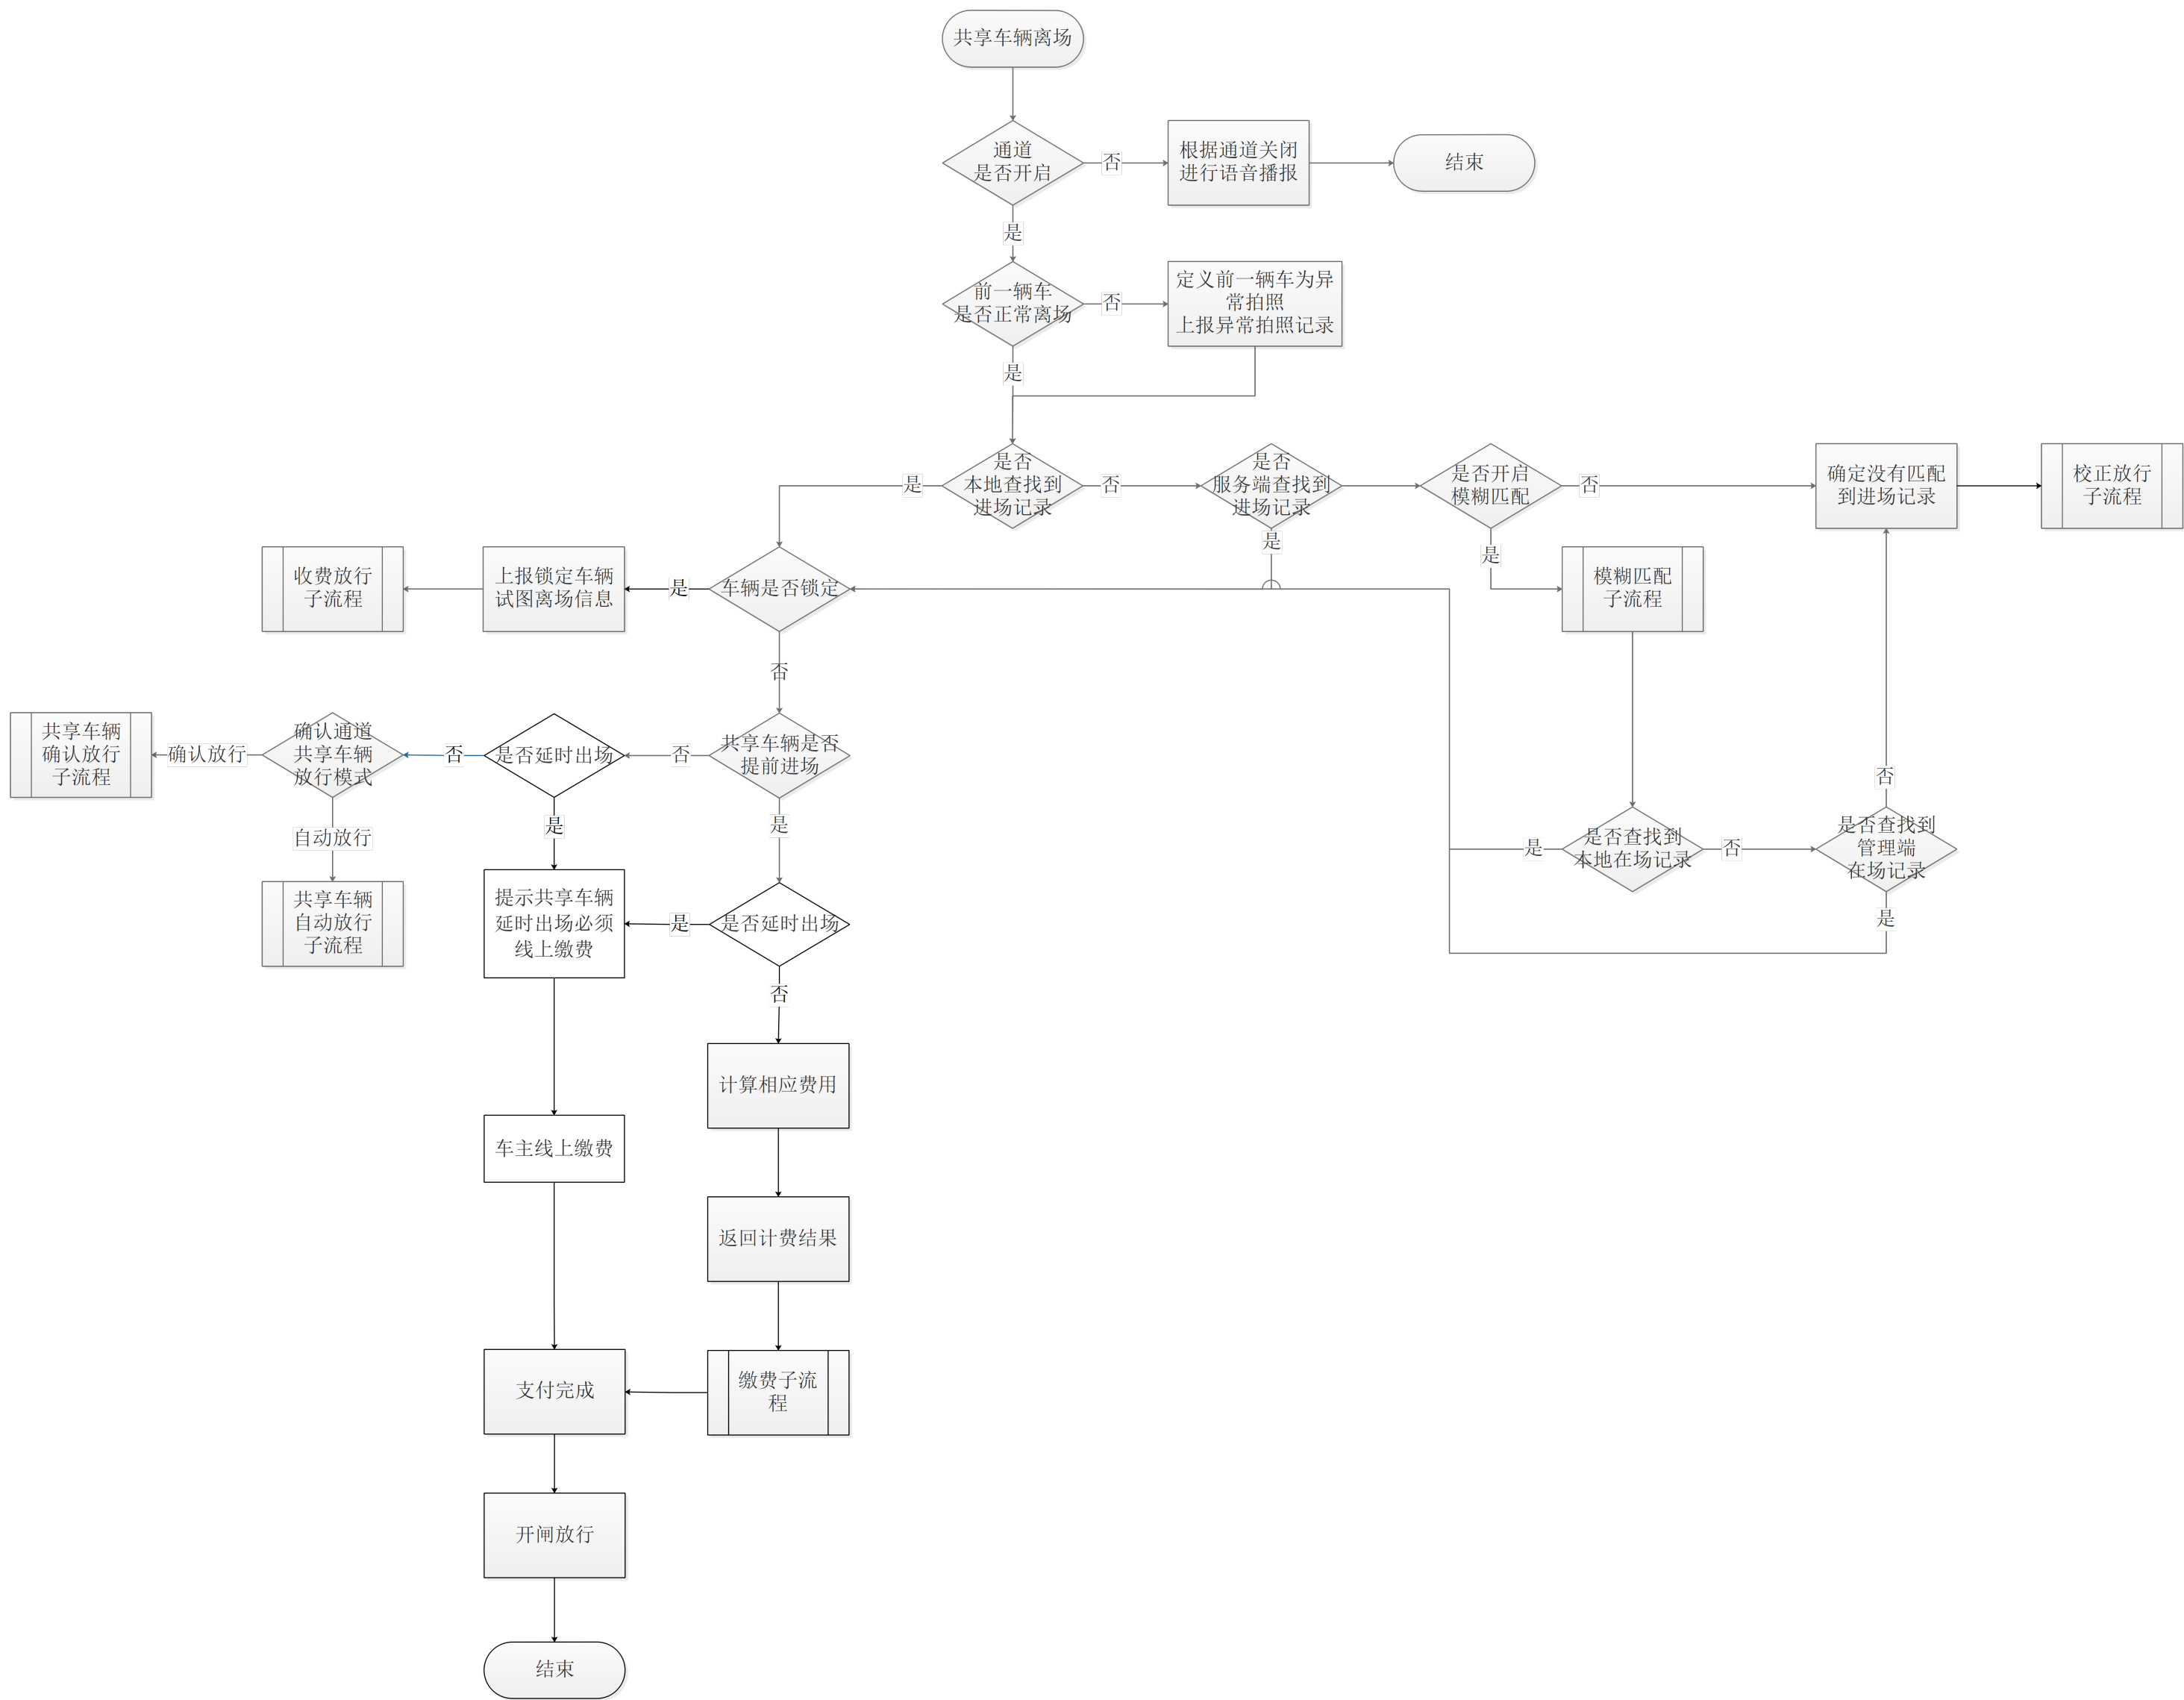 共享车辆离场
通道
是否开启
否
根据通道关闭
进行语音播报
结束
是
前一辆车
是否正常离场
否
定义前一辆车为异
常拍照
上报异常拍照记录
是
是否
本地查找到
进场记录
是
否
是否
服务端查找到
进场记录
是
是否开启
模糊匹配
否
确定没有匹配
到进场记录
校正放行
子流程
是
模糊匹配
子流程
车辆是否锁定
是
上报锁定车辆
试图离场信息
收费放行
子流程
否
共享车辆是否
提前进场
否
是否延时出场
否
确认通道
共享车辆
放行模式
确认放行
共享车辆
确认放行
子流程
自动放行
共享车辆
自动放行
子流程
是
是
是否查找到
本地在场记录
是
否
是否查找到
管理端
在场记录
否
是
提示共享车辆
延时出场必须
线上缴费
是
是否延时出场
否
计算相应费用
车主线上缴费
返回计费结果
缴费子流
程
支付完成
开闸放行
结束